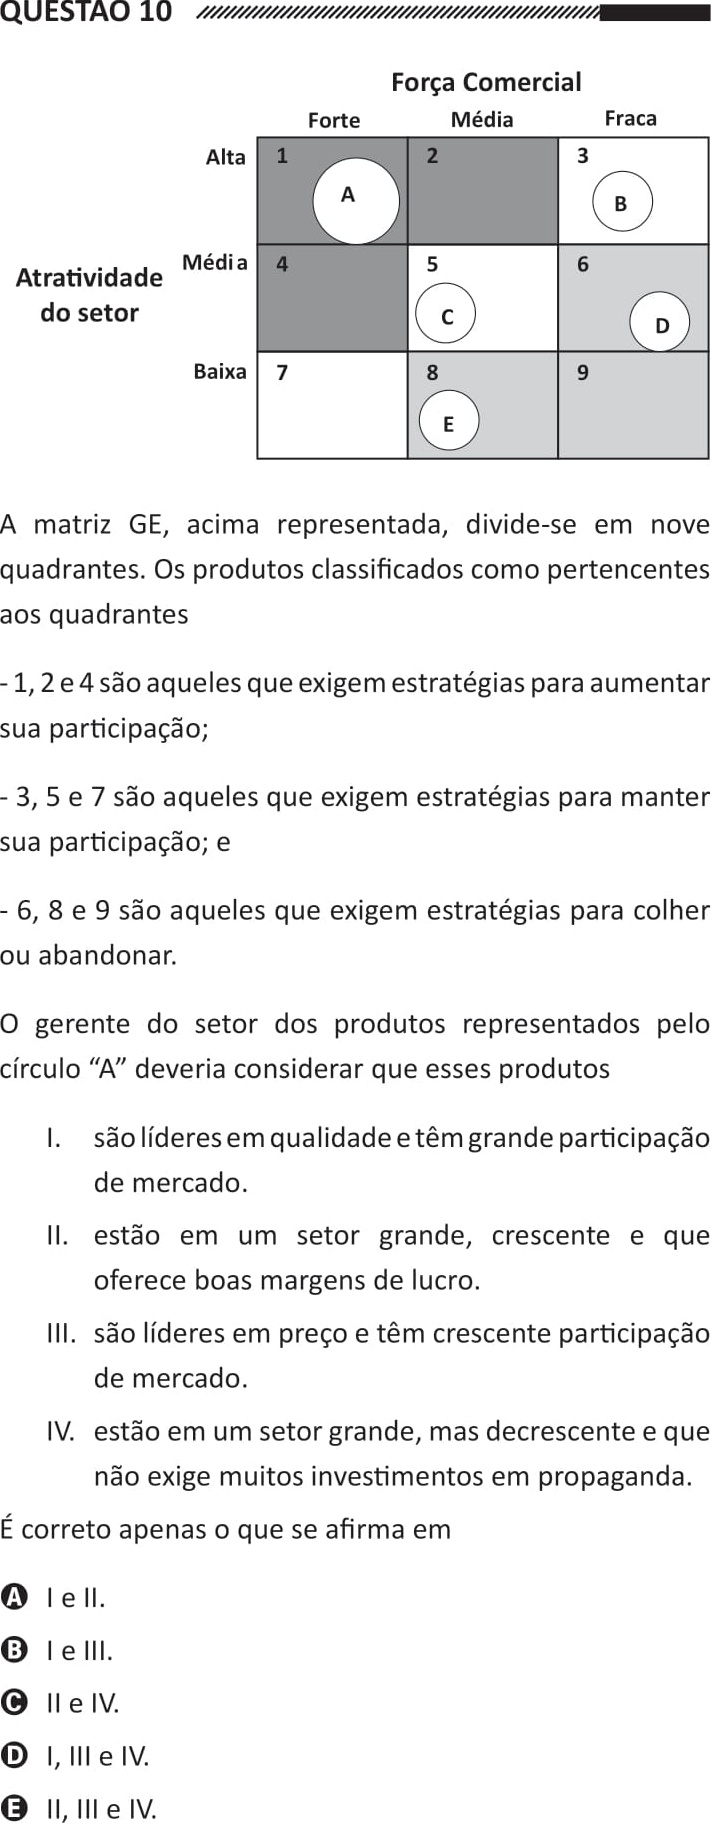 QUESTÃO 10
Força Comercial
Forte Média Fraca
Alta 1 2 3
A B
Média 4 5 6
Atratividade
do setor
C D
Baixa 7 8 9
E
A matriz GE, acima representada, divide-se em nove
quadrantes. Os produtos classificados como pertencentes
aos quadrantes
- 1, 2 e 4 são aqueles que exigem estratégias para aumentar
sua participação;
- 3, 5 e 7 são aqueles que exigem estratégias para manter
sua participação; e
- 6, 8 e 9 são aqueles que exigem estratégias para colher
ou abandonar.
O gerente do setor dos produtos representados pelo
círculo “A” deveria considerar que esses produtos
I. são líderes em qualidade e têm grande participação
de mercado.
II. estão em um setor grande, crescente e que
oferece boas margens de lucro.
III. são líderes em preço e têm crescente participação
de mercado.
IV. estão em um setor grande, mas decrescente e que
não exige muitos investimentos em propaganda.
É correto apenas o que se afirma em
A I e II.
B I e III.
C II e IV.
D I, III e IV.
E II, III e IV.